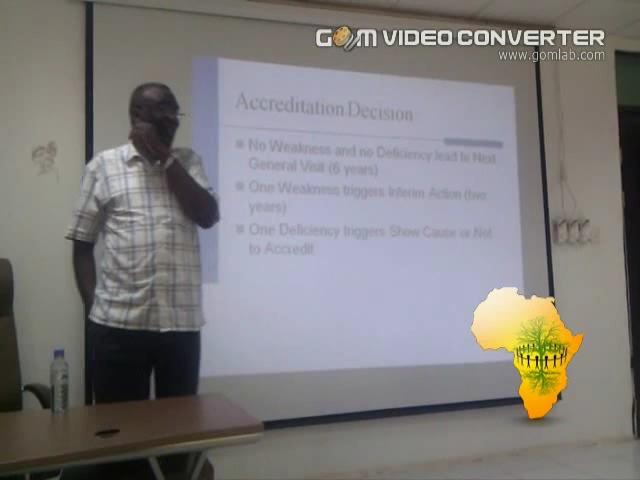 GOM VIDEO CONVERTER
www.gomlab.com
Accreditation Decision
No Weakness and no Deficiency lead to Next
General Visit (6 years)
One Weakness triggers Interim Action (two
years)
One Deficiency triggers Show Cause or Not
to Accredit